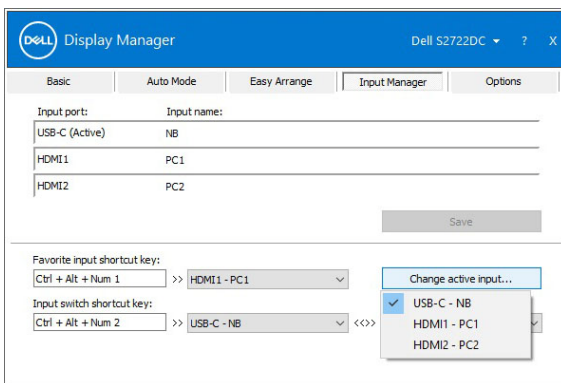 DELL Display Manager Dell S2722DC ? X
Basic Auto Mode Easy Arrange Input Manager Options
Input port: Input name:
USB-C (Active) NB
HDMI1 PC1
HDMI2 PC2
Save
Favorite input shortcut key:
Ctrl + Alt + Num 1 >> HDMI1 - PC1 Change active input...
Input switch shortcut key:
Ctrl + Alt + Num 2 >> USB-C - NB <<>>
USB-C - NB
HDMI1 - PC1
HDMI2 - PC2